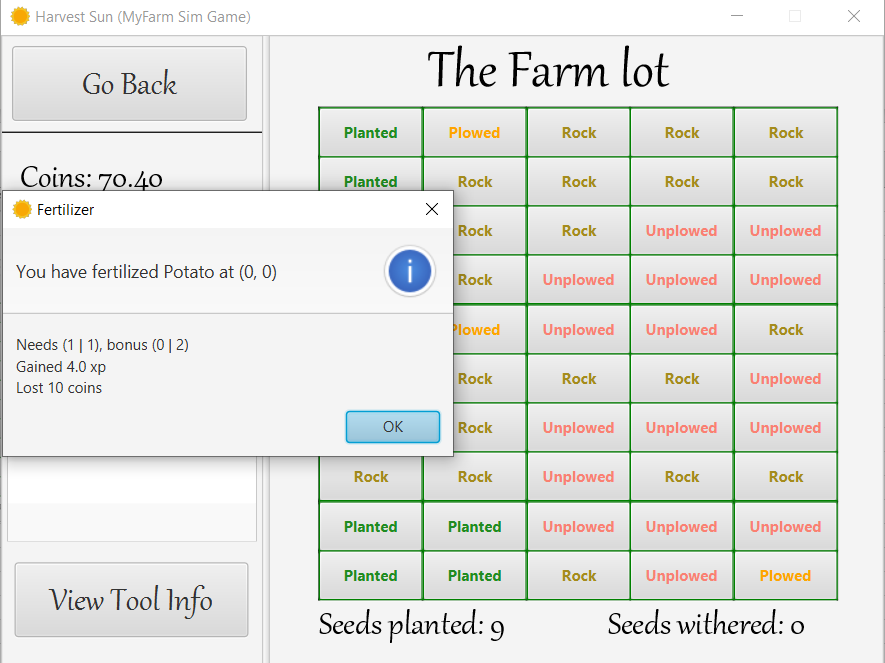 Harvest Sun (MyFarm Sim Game)
Go Back
Coins: 70.40
Fertilizer
You have fertilized Potato at (0, 0)
Needs (1 | 1), bonus (0 | 2)
Gained 4.0 xp
Lost 10 coins
OK
View Tool Info
The Farm lot
Planted Plowed Rock Rock Rock
Planted Rock Rock Rock Rock
Rock Rock Unplowed Unplowed
Rock Unplowed Unplowed Unplowed
Plowed Unplowed Unplowed Rock
Rock Rock Rock Unplowed
Rock Unplowed Unplowed Unplowed
Rock Rock Unplowed Rock Rock
Planted Planted Unplowed Unplowed Unplowed
Planted Planted Rock Unplowed Plowed
Seeds planted: 9 Seeds withered: 0